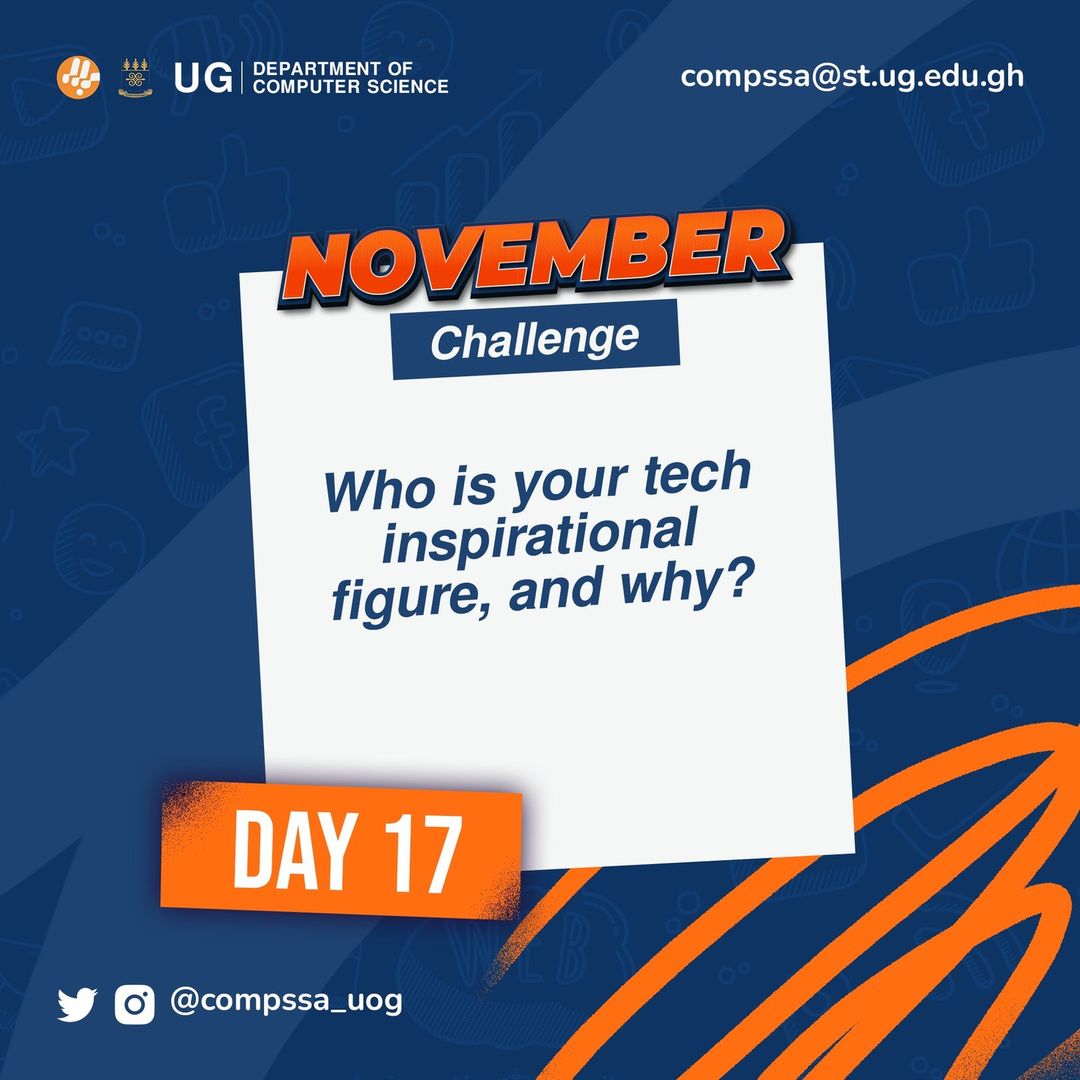 UG
DEPARTMENT OF
COMPUTER SCIENCE
compssa@st.ug.edu.gh
NOVEMBER
Challenge
Who is your tech
inspirational
figure, and why?
DAY 17
WEB
@compssa_uog